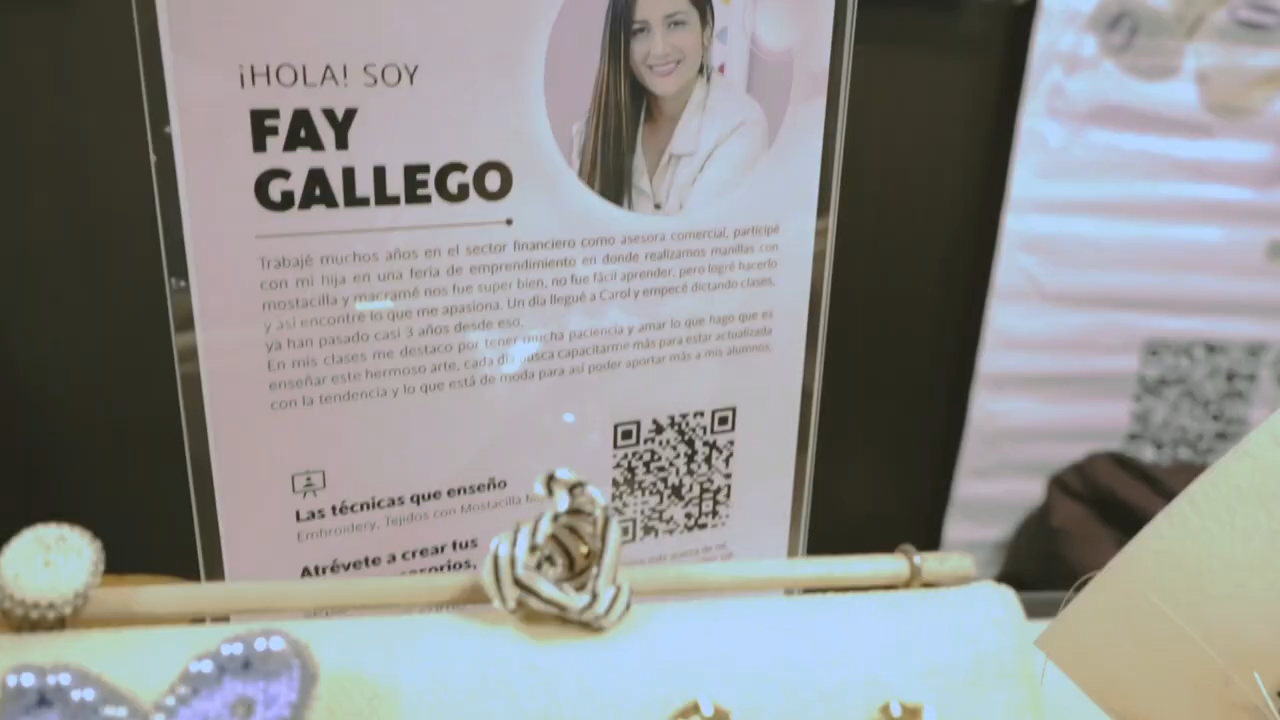 ¡HOLA! SOY
FAY
GALLEGO
Trabajé muchos años en el sector financiero como asesora comercial, participé
con mi hija en una feria de emprendimiento en donde realizamos manillas con
mostacilla y macramé nos fue super bien, no fue fácil aprender, pero logré hacerlo
y así encontré lo que me apasiona. Un día llegué a Carol y empecé dictando clases,
ya han pasado casi 3 años desde eso.
En mis clases me destaco por tener mucha paciencia y amar lo que hago que es
enseñar este hermoso arte, cada día busca capacitarme más para estar actualizada
con la tendencia y lo que está de moda para así poder aportar más a mis alumnos.
Las técnicas que enseño
Embroidery, Tejidos con Mostacilla
Atrévete a crear tus